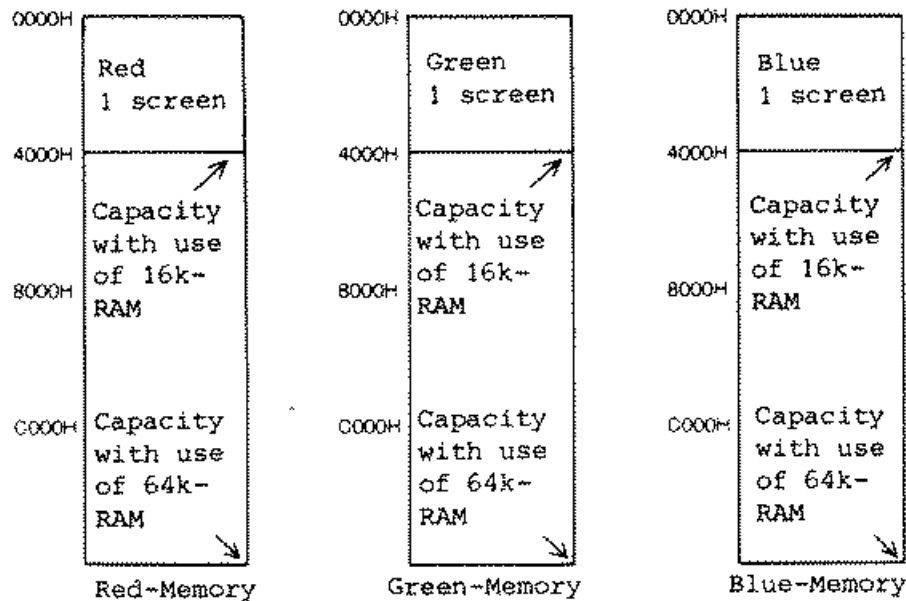 0000H
Red
1 screen
4000H
Capacity
with use
of 16k-
RAM
8000H
C000H
Capacity
with use
of 64k-
RAM
Red-Memory
0000H
Green
1 screen
4000H
Capacity
with use
of 16k-
RAM
8000H
C000H
Capacity
with use
of 64k-
RAM
Green-Memory
0000H
Blue
1 screen
4000H
Capacity
with use
of 16k-
RAM
8000H
C000H
Capacity
with use
of 64k-
RAM
Blue-Memory